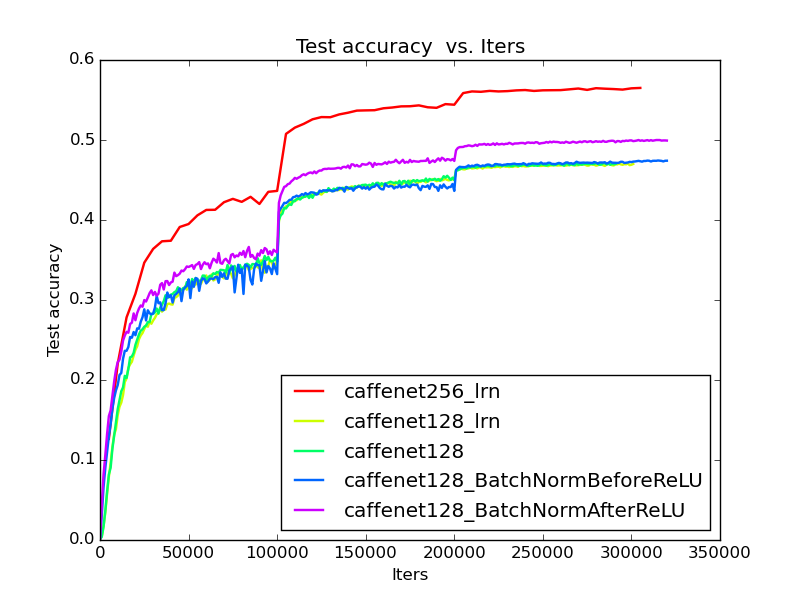 Test accuracy  vs. Iters
Test accuracy
0.6
0.5
0.4
0.3
0.2
0.1
0.0
caffenet256_lrn
caffenet128_lrn
caffenet128
caffenet128_BatchNormBeforeReLU
caffenet128_BatchNormAfterReLU
0 50000 100000 150000 200000 250000 300000 350000
Iters